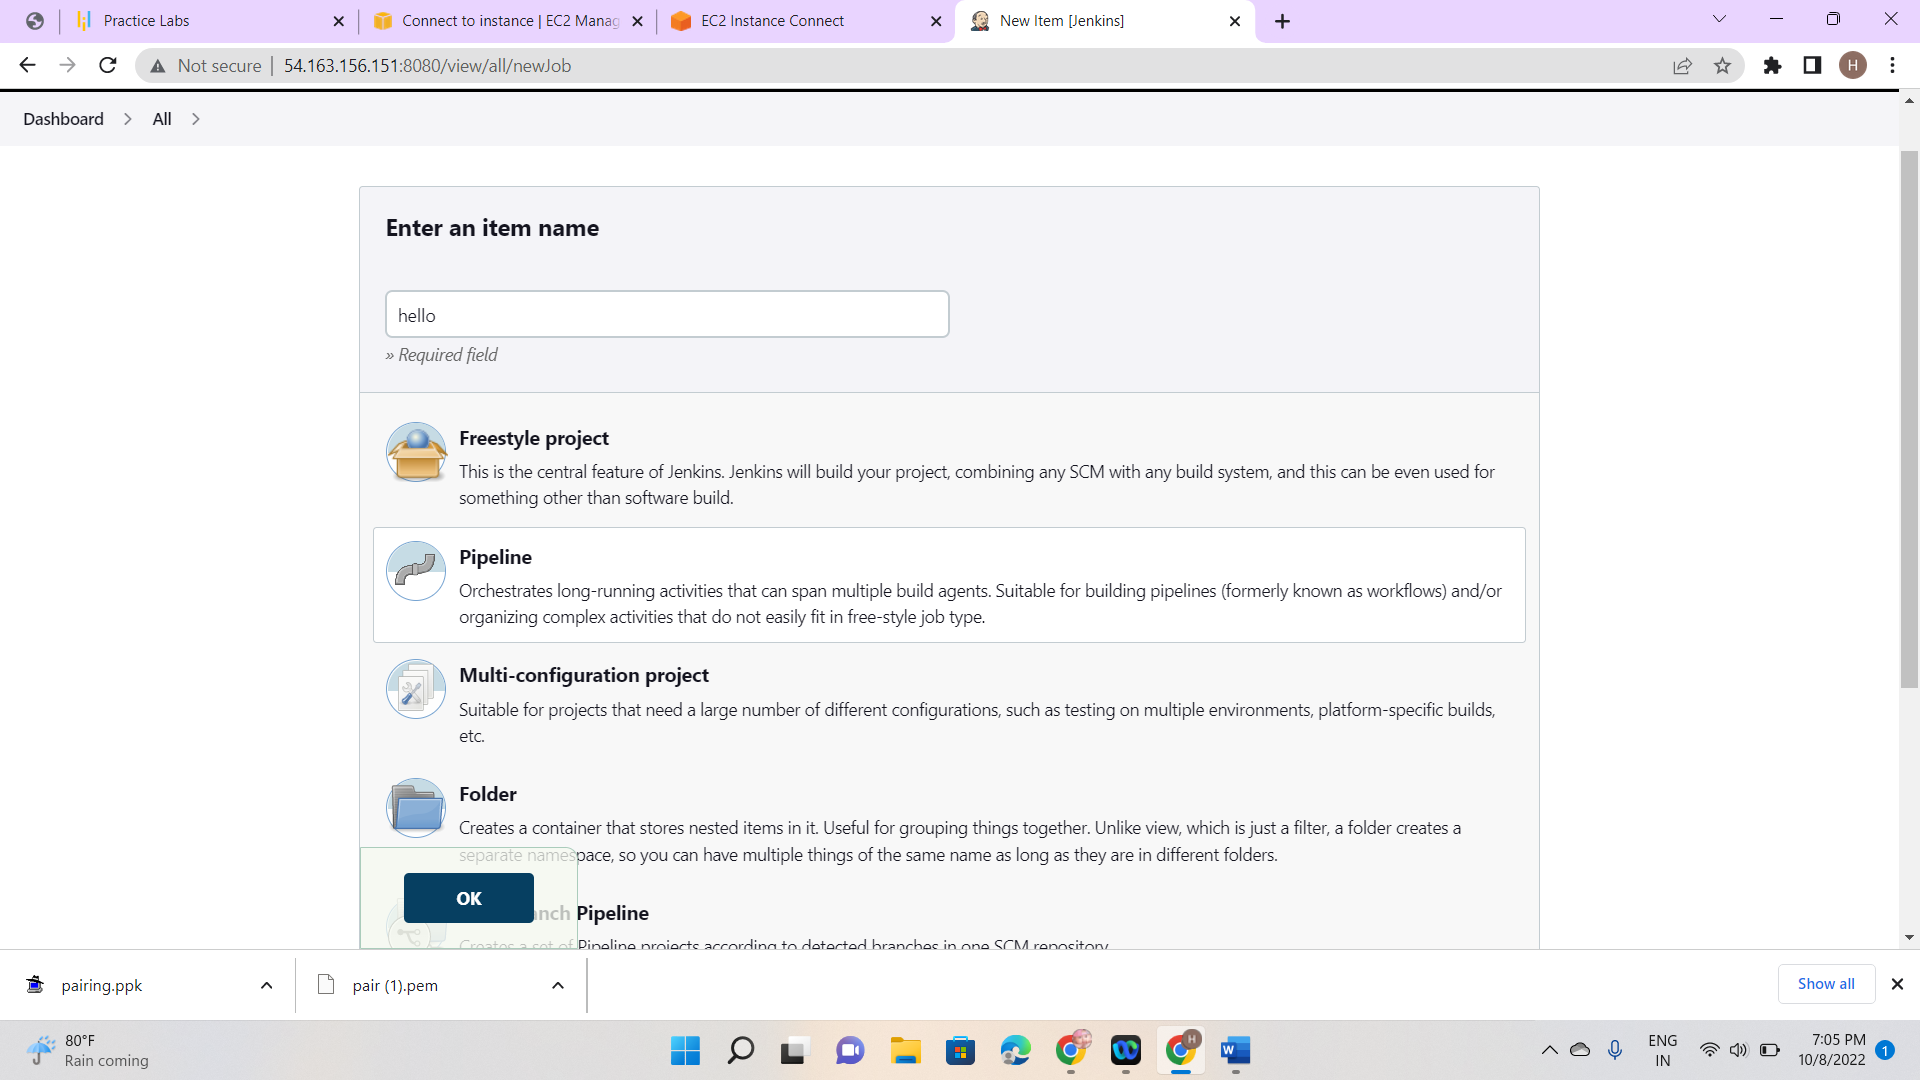 Practice Labs
Connect to instance | EC2 Manag
EC2 Instance Connect
New Item [Jenkins]
Not secure
54.163.156.151:8080/view/all/newJob
H
Dashboard
All
Enter an item name
hello
» Required field
Freestyle project
This is the central feature of Jenkins. Jenkins will build your project, combining any SCM with any build system, and this can be even used for
something other than software build.
Pipeline
Orchestrates long-running activities that can span multiple build agents. Suitable for building pipelines (formerly known as workflows) and/or
organizing complex activities that do not easily fit in free-style job type.
Multi-configuration project
Suitable for projects that need a large number of different configurations, such as testing on multiple environments, platform-specific builds,
etc.
Folder
Creates a container that stores nested items in it. Useful for grouping things together. Unlike view, which is just a filter, a folder creates a
separate namespace, so you can have multiple things of the same name as long as they are in different folders.
OK
nch Pipeline
Creates a set of Pipeline projects according to detected branches in one SCM repository.
pairing.ppk
pair (1).pem
Show all
80°F
Rain coming
H
W
ENG
IN
7:05 PM
10/8/2022
1